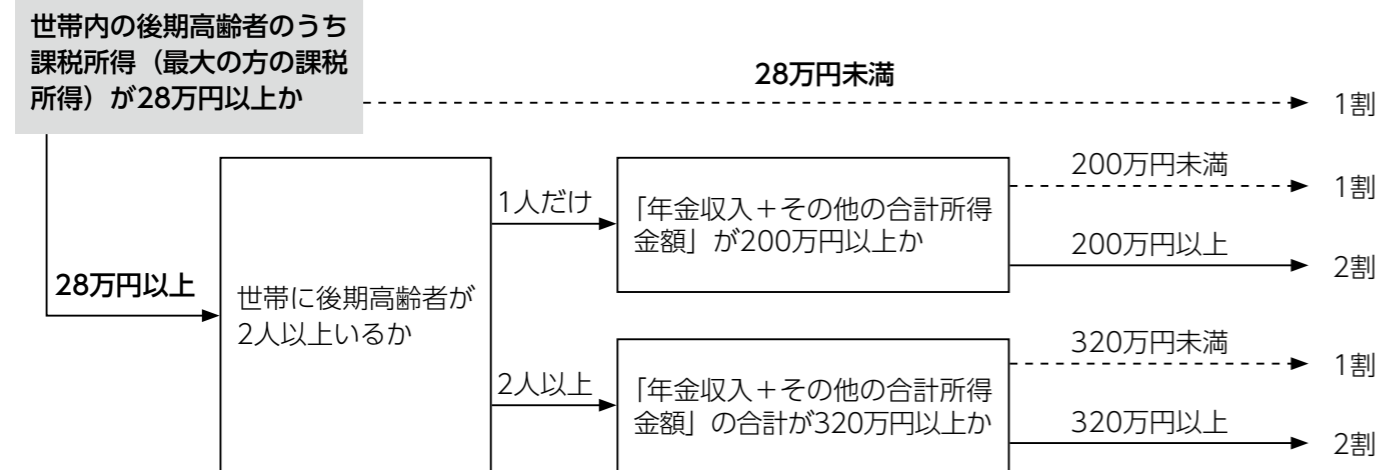 世帯内の後期高齢者のうち
課税所得（最大の方の課税
所得）が28万円以上か
28万円未満
1割
28万円以上
世帯に後期高齢者が
2人以上いるか
1人だけ
「年金収入＋その他の合計所得
金額」が200万円以上か
200万円未満
1割
200万円以上
2割
2人以上
「年金収入＋その他の合計所得
金額」の合計が320万円以上か
320万円未満
1割
320万円以上
2割